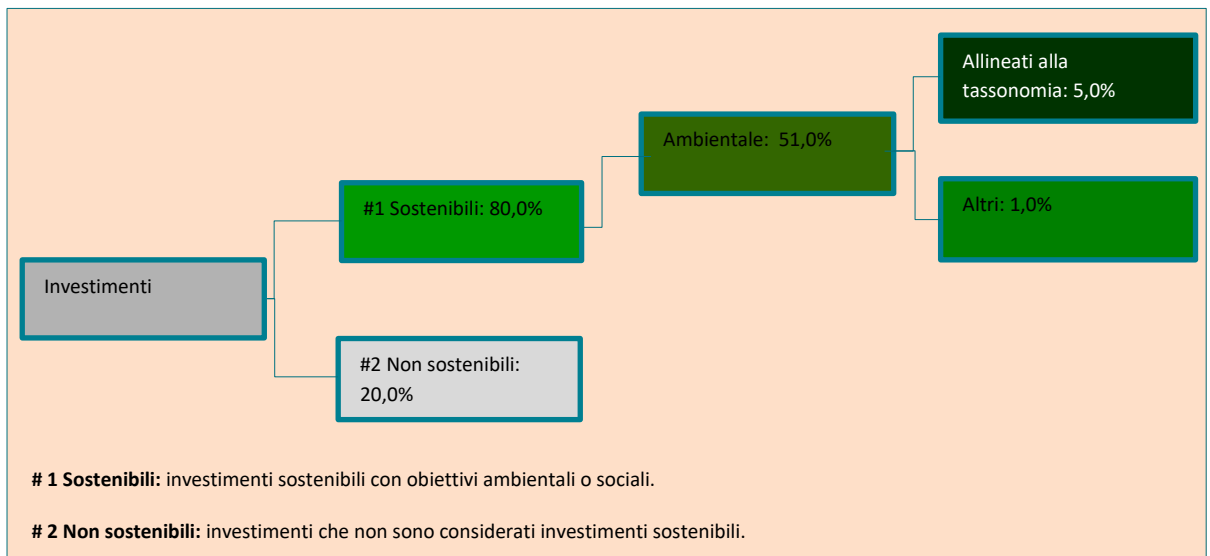 Investimenti
#1 Sostenibili: 80,0%
#2 Non sostenibili:
20,0%
Ambientale: 51,0%
Allineati alla
tassonomia: 5,0%
Altri: 1,0%
# 1 Sostenibili: investimenti sostenibili con obiettivi ambientali o sociali.
# 2 Non sostenibili: investimenti che non sono considerati investimenti sostenibili.